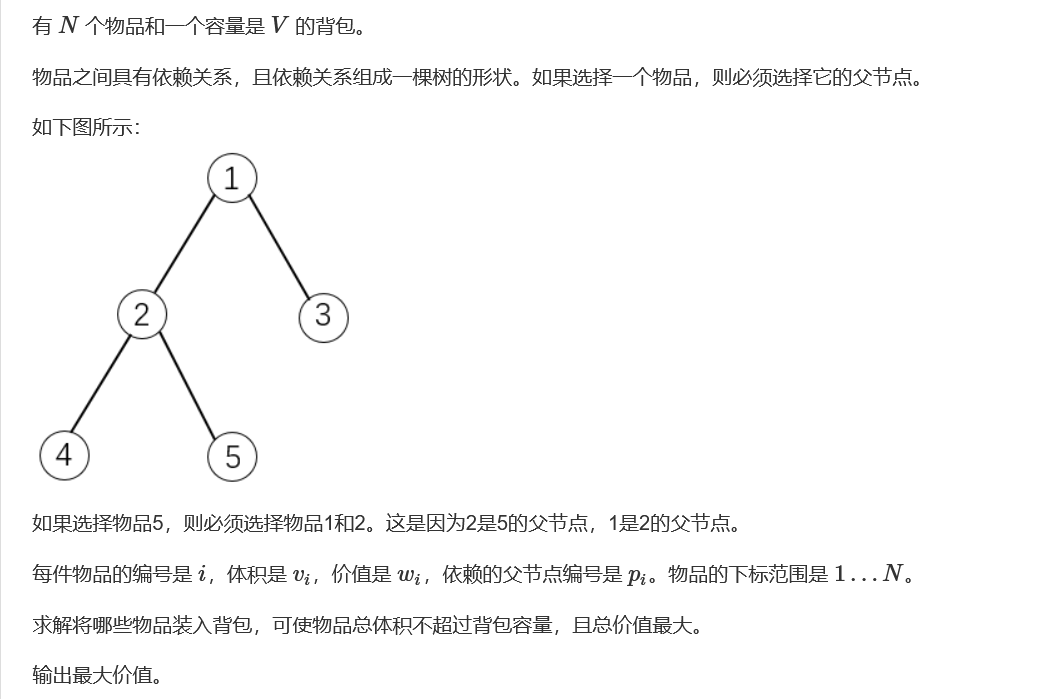 有 N 个物品和一个容量是 V 的背包。
物品之间具有依赖关系，且依赖关系组成一棵树的形状。如果选择一个物品，则必须选择它的父节点。
如下图所示：
1
2
3
4
5
如果选择物品5，则必须选择物品1和2。这是因为2是5的父节点，1是2的父节点。
每件物品的编号是 i，体积是 vᵢ，价值是 wᵢ，依赖的父节点编号是 pᵢ。物品的下标范围是 1…N。
求解将哪些物品装入背包，可使物品总体积不超过背包容量，且总价值最大。
输出最大价值。